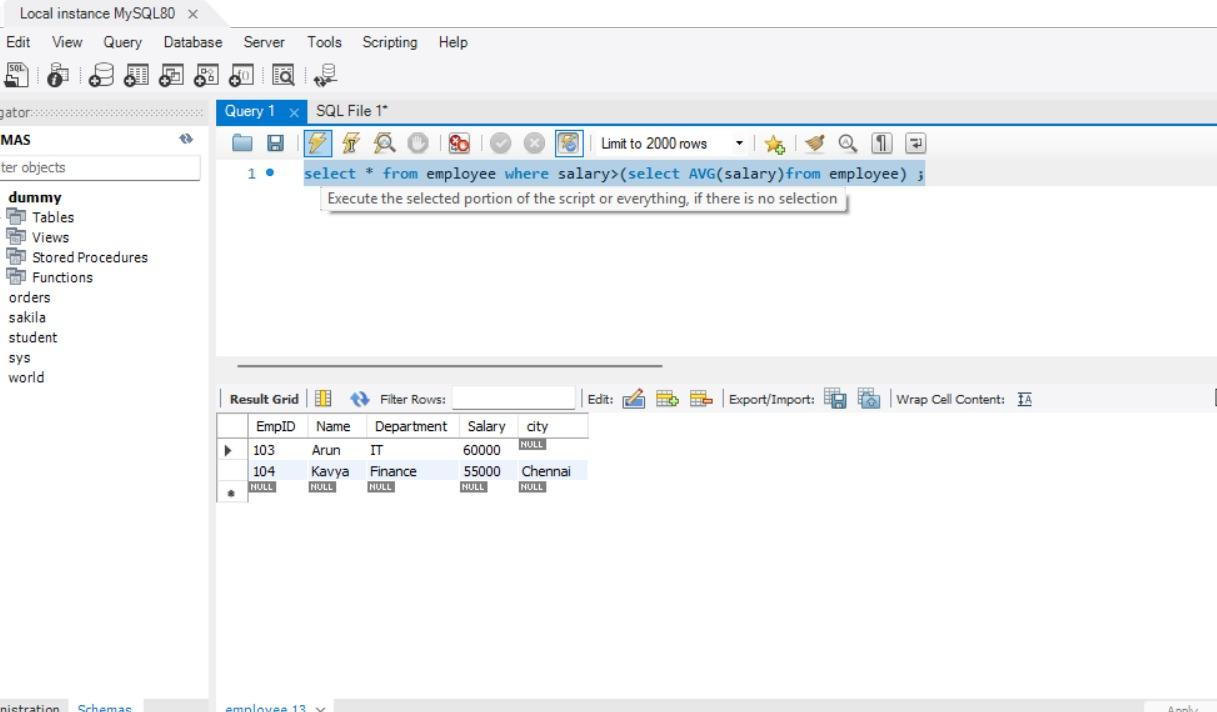 Local instance MySQL80
Edit View Query Database Server Tools Scripting Help
SQL
gator
Query 1 SQL File 1*
MAS
Limit to 2000 rows
ter objects
1 select * from employee where salary>(select AVG(salary)from employee) ;
dummy
Execute the selected portion of the script or everything, if there is no selection
Tables
Views
Stored Procedures
Functions
orders
sakila
student
sys
world
Result Grid Filter Rows: Edit: Export/Import: Wrap Cell Content: IA
EmpID Name Department Salary city
103 Arun IT 60000 NULL
104 Kavya Finance 55000 Chennai
NULL NULL NULL NULL NULL
nistration Schemas employee 13 Apply